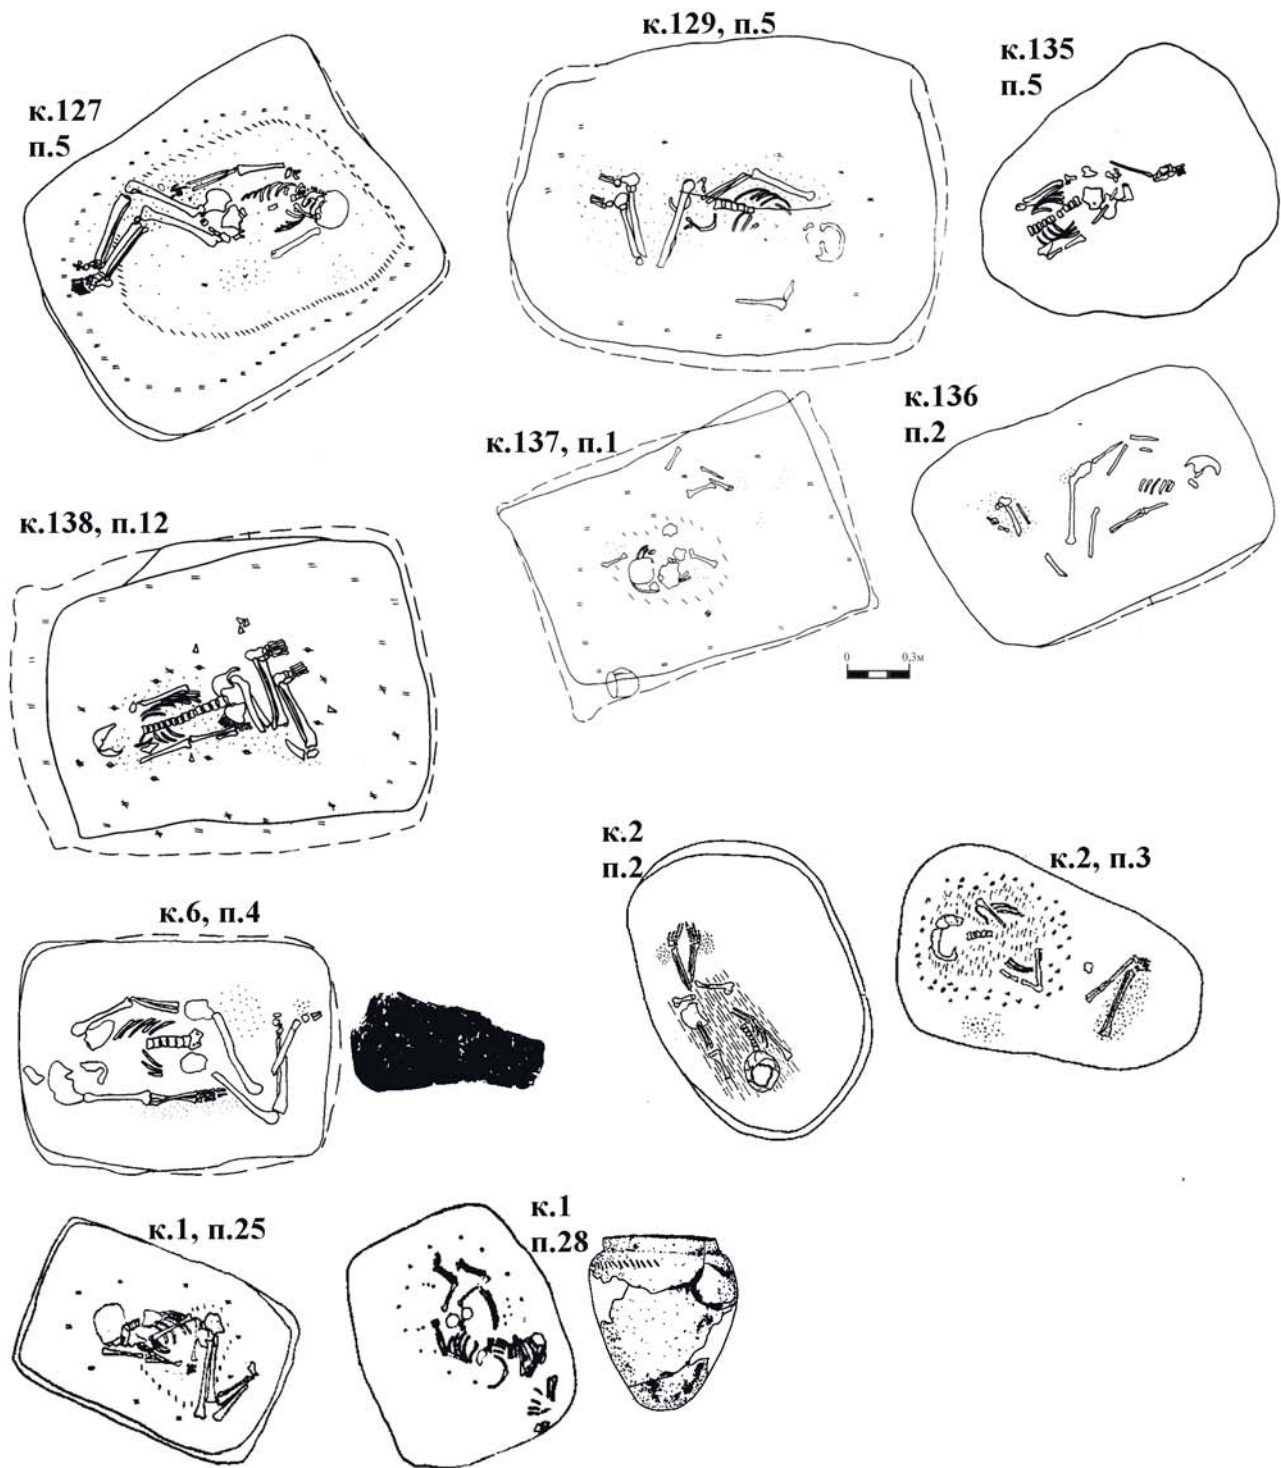 к.129, п.5
к.135
п.5
к.127
п.5
к.136
п.2
к.137, п.1
к.138, п.12
0 0,3м
к.2
п.2
к.2, п.3
к.6, п.4
к.1
п.28
к.1, п.25